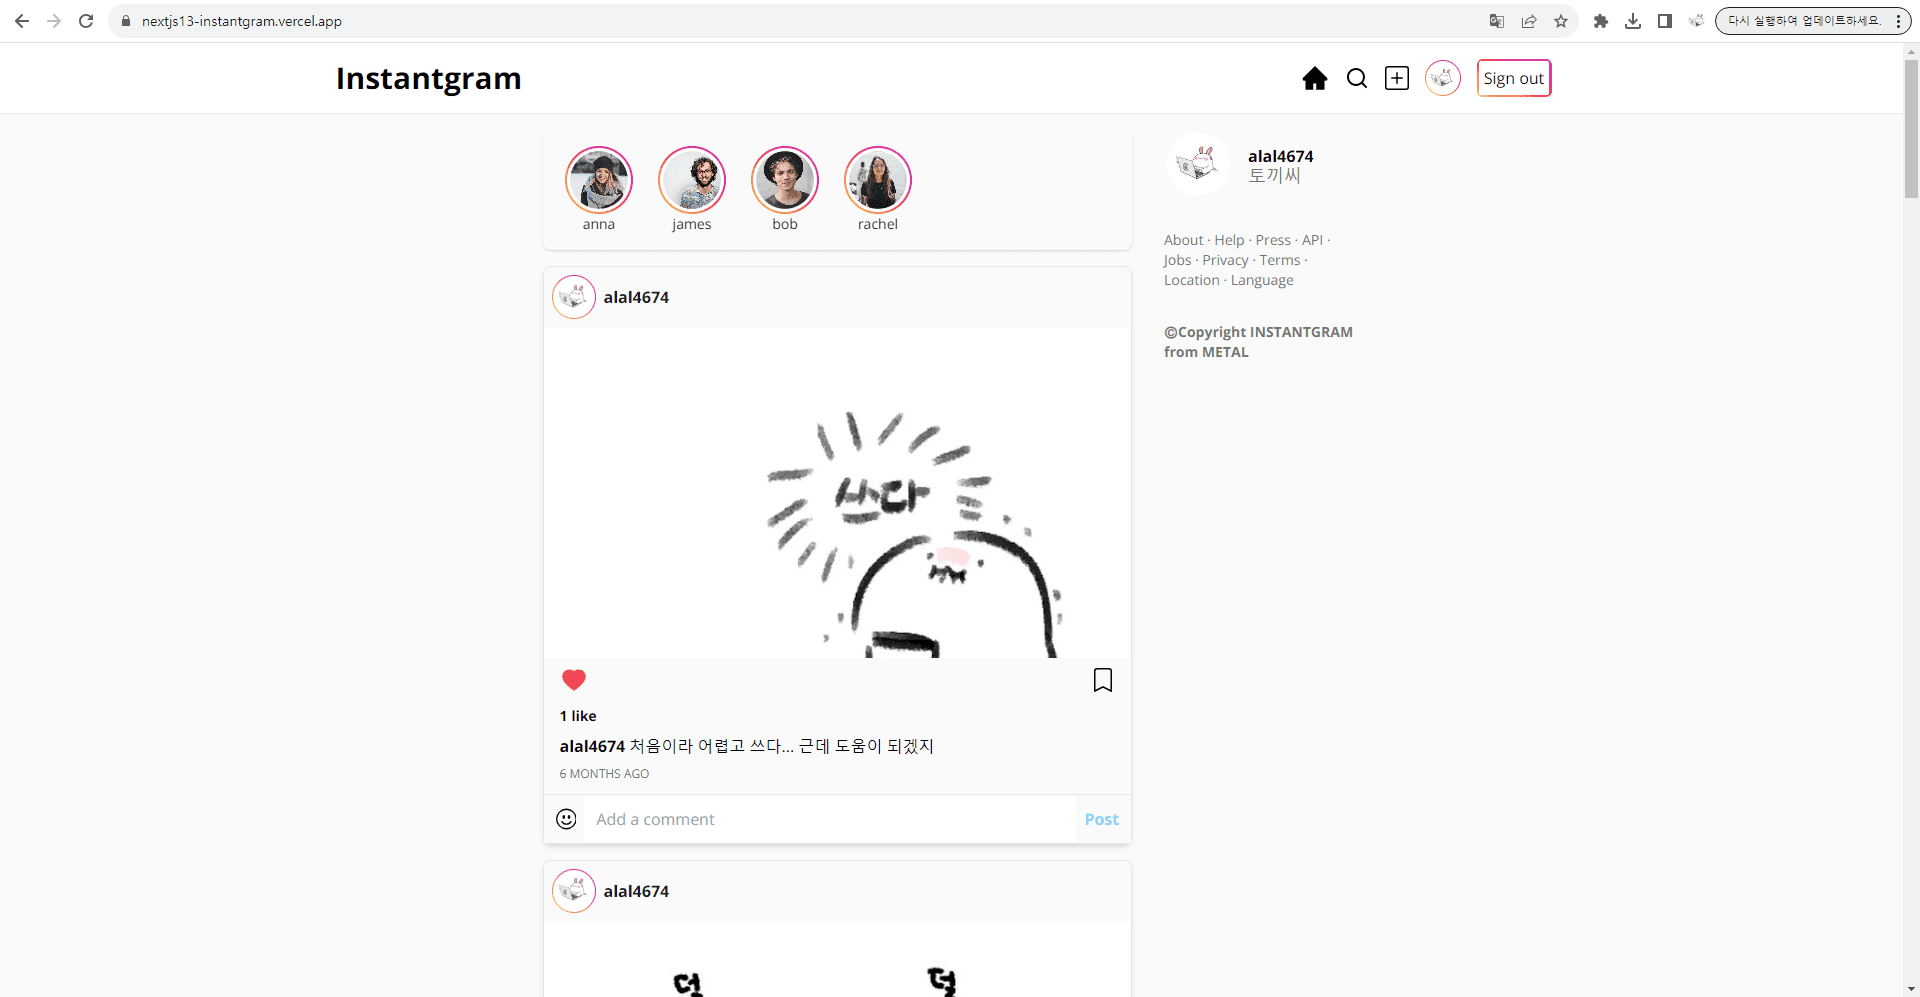 nextjs13-instantgram.vercel.app
다시 실행하여 업데이트하세요.
Instantgram
Sign out
anna
james
bob
rachel
alal4674
토끼씨
About · Help · Press · API ·
Jobs · Privacy · Terms ·
Location · Language
©Copyright INSTANTGRAM
from METAL
alal4674
쓰다
1 like
alal4674 처음이라 어렵고 쓰다... 근데 도움이 되겠지
6 MONTHS AGO
Add a comment
Post
alal4674